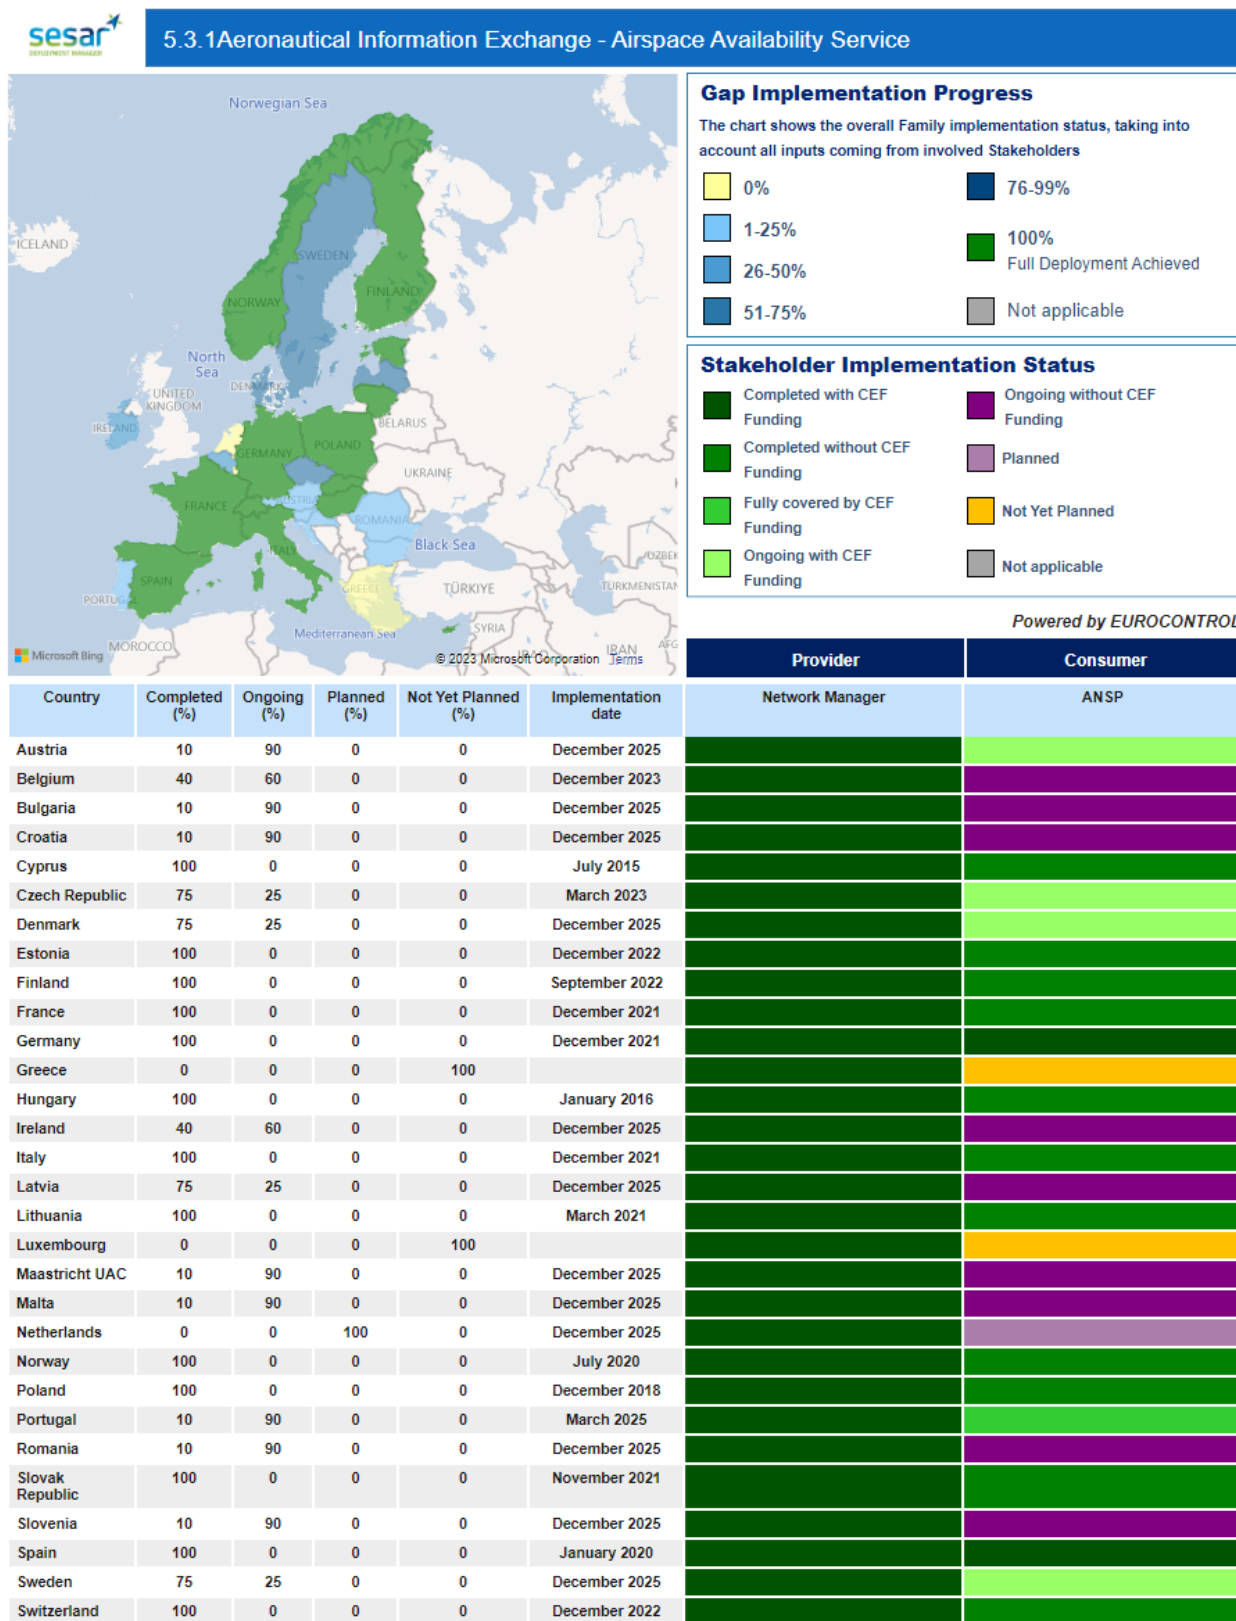 sesar
DEPLOYMENT MANAGER
5.3.1Aeronautical Information Exchange - Airspace Availability Service
Norwegian Sea
ICELAND
SWEDEN
FINLAND
NORWAY
North
Sea
DENMARK
UNITED
KINGDOM
IRELAND
BELARUS
POLAND
GERMANY
UKRAINE
FRANCE
AUSTRIA
ROMANIA
Black Sea
ITALY
SPAIN
GREECE
TÜRKIYE
TURKMENISTAN
SYRIA
Mediterranean Sea
MOROCCO
IRAN
Microsoft Bing
© 2023 Microsoft Corporation Terms
Gap Implementation Progress
The chart shows the overall Family implementation status, taking into
account all inputs coming from involved Stakeholders
0%
76-99%
1-25%
100%
Full Deployment Achieved
26-50%
51-75%
Not applicable
Stakeholder Implementation Status
Completed with CEF
Funding
Ongoing without CEF
Funding
Completed without CEF
Funding
Planned
Fully covered by CEF
Funding
Not Yet Planned
Ongoing with CEF
Funding
Not applicable
Powered by EUROCONTROL
Provider Consumer
Country Completed (%) Ongoing (%) Planned (%) Not Yet Planned (%) Implementation date Network Manager ANSP
Austria 10 90 0 0 December 2025
Belgium 40 60 0 0 December 2023
Bulgaria 10 90 0 0 December 2025
Croatia 10 90 0 0 December 2025
Cyprus 100 0 0 0 July 2015
Czech Republic 75 25 0 0 March 2023
Denmark 75 25 0 0 December 2025
Estonia 100 0 0 0 December 2022
Finland 100 0 0 0 September 2022
France 100 0 0 0 December 2021
Germany 100 0 0 0 December 2021
Greece 0 0 0 100
Hungary 100 0 0 0 January 2016
Ireland 40 60 0 0 December 2025
Italy 100 0 0 0 December 2021
Latvia 75 25 0 0 December 2025
Lithuania 100 0 0 0 March 2021
Luxembourg 0 0 0 100
Maastricht UAC 10 90 0 0 December 2025
Malta 10 90 0 0 December 2025
Netherlands 0 0 100 0 December 2025
Norway 100 0 0 0 July 2020
Poland 100 0 0 0 December 2018
Portugal 10 90 0 0 March 2025
Romania 10 90 0 0 December 2025
Slovak Republic 100 0 0 0 November 2021
Slovenia 10 90 0 0 December 2025
Spain 100 0 0 0 January 2020
Sweden 75 25 0 0 December 2025
Switzerland 100 0 0 0 December 2022